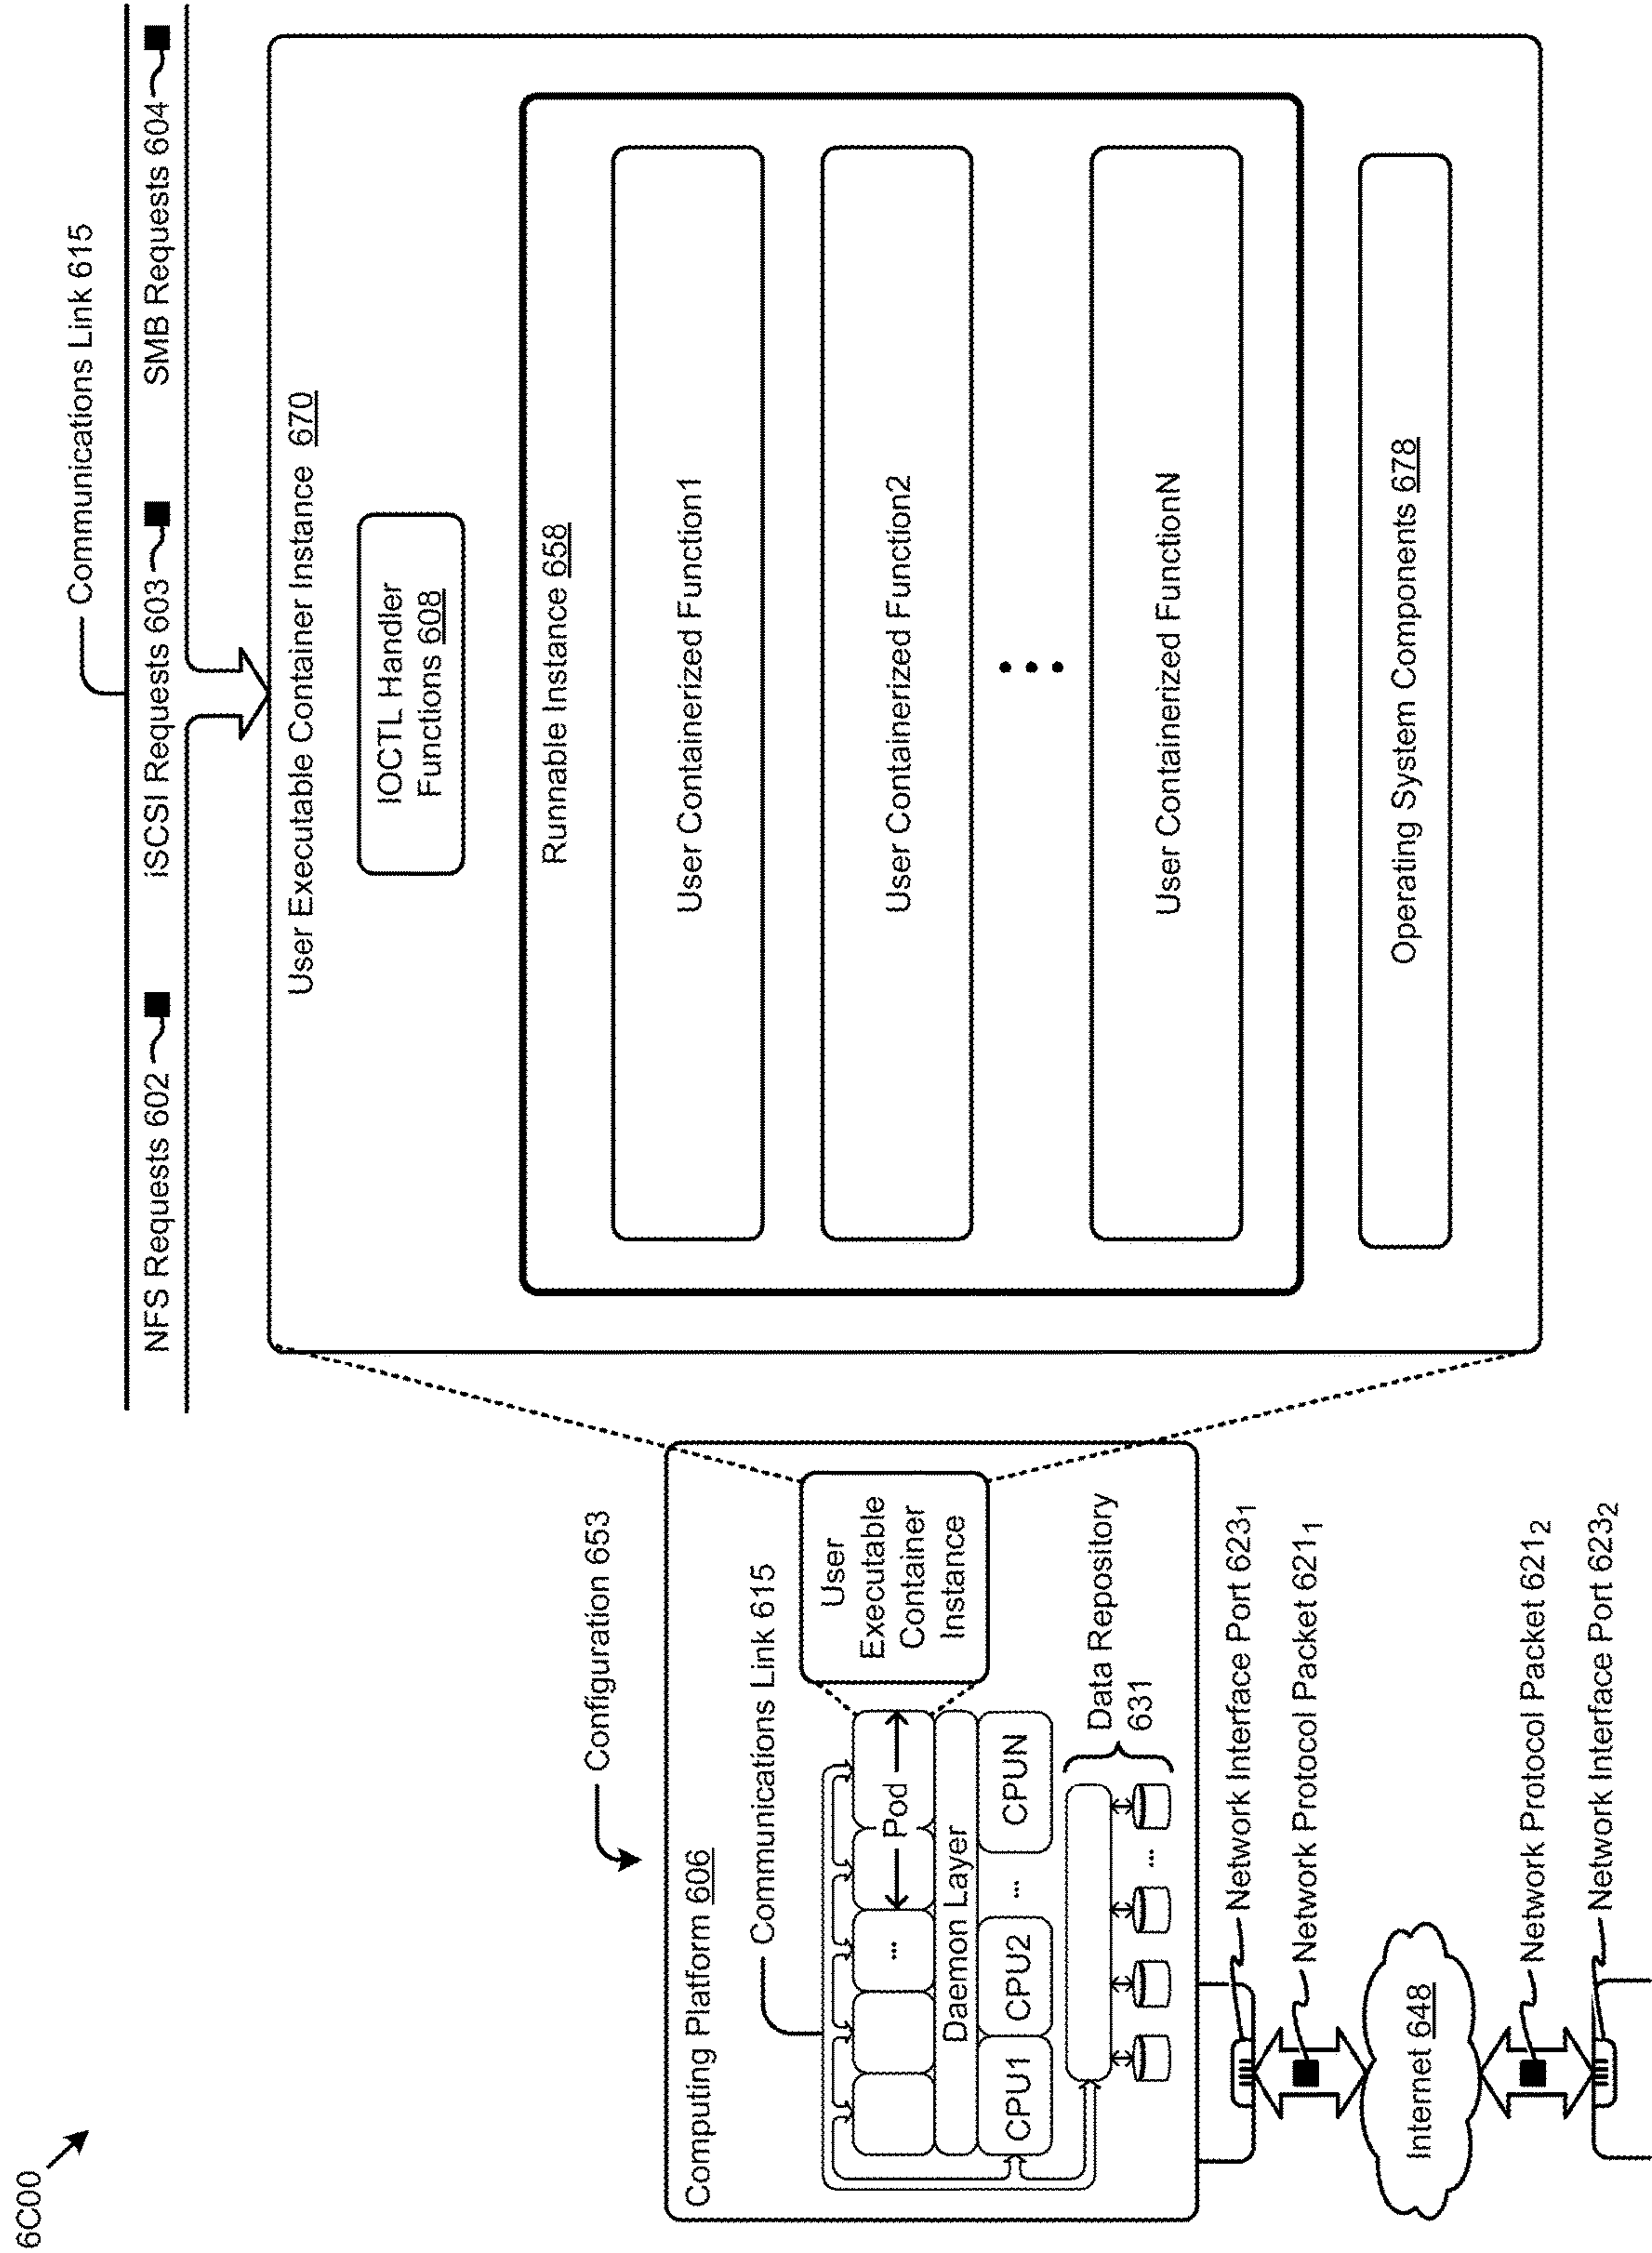 6C00
Communications Link 615
NFS Requests 602
iSCSI Requests 603
SMB Requests 604
Configuration 653
Computing Platform 606
Communications Link 615
...
Pod
Daemon Layer
CPU1
CPU2
...
CPUN
User
Executable
Container
Instance
Data Repository
631
...
Network Interface Port 623₁
Network Protocol Packet 621₁
Internet 648
Network Protocol Packet 621₂
Network Interface Port 623₂
User Executable Container Instance 670
IOCTL Handler
Functions 608
Runnable Instance 658
User Containerized Function1
User Containerized Function2
• • •
User Containerized FunctionN
Operating System Components 678